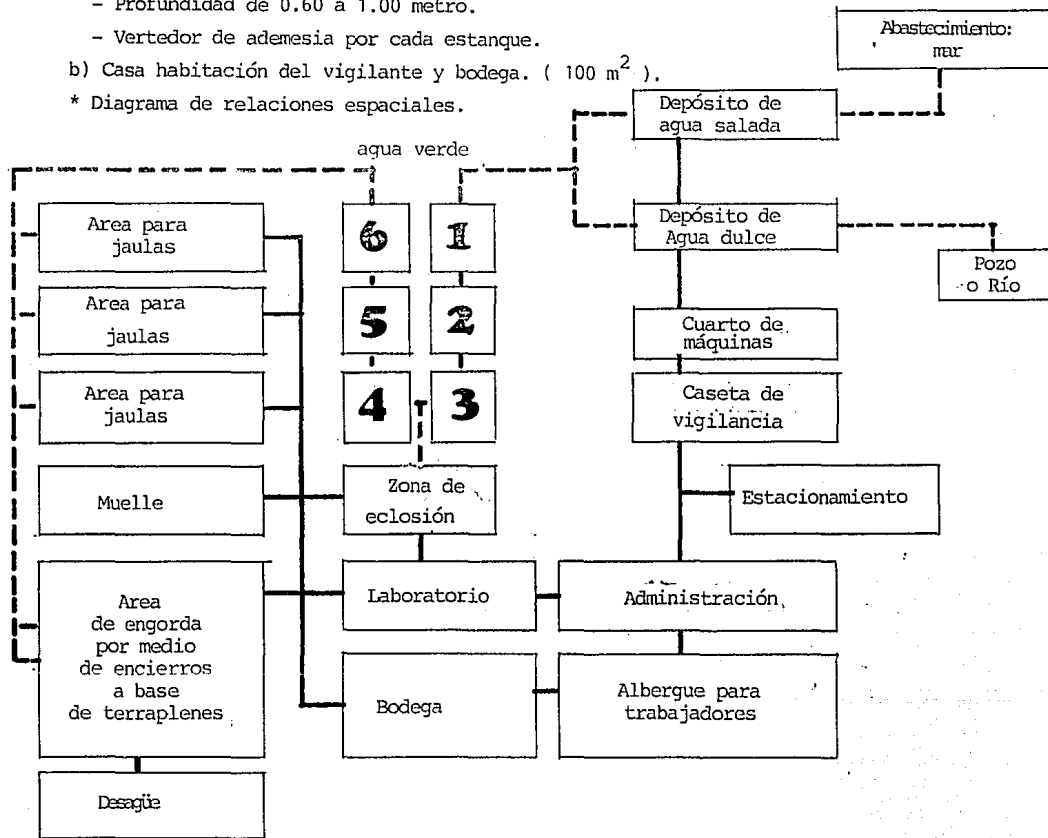 - Profundidad de 0.60 a 1.00 metro.
- Vertedor de ademesia por cada estanque.
b) Casa habitación del vigilante y bodega. ( 100 m² ).
* Diagrama de relaciones espaciales.
Abastecimiento:
mar
Depósito de
agua salada
agua verde
Area para
jaulas
6
1
Depósito de
Agua dulce
Pozo
o Río
Area para
jaulas
5
2
Cuarto de
máquinas
Area para
jaulas
4
3
Caseta de
vigilancia
Muelle
Zona de
eclosión
Estacionamiento
Area
de engorda
por medio
de encierros
a base
de terraplenes
Laboratorio
Administración
Bodega
Albergue para
trabajadores
Desagüe